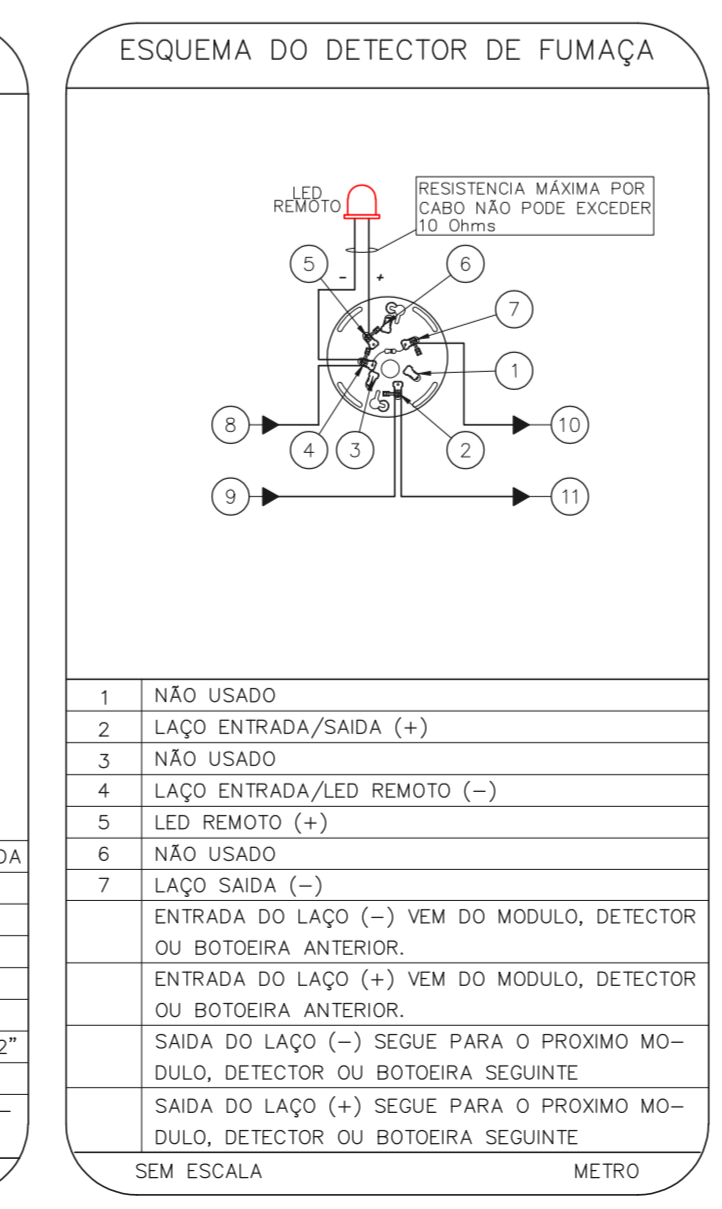 ESQUEMA DO DETECTOR DE FUMAÇA
LED
REMOTO
RESISTENCIA MÁXIMA POR
CABO NÃO PODE EXCEDER
10 Ohms
5
6
- +
7
1
8
10
4
3
2
9
11
1 NÃO USADO
2 LAÇO ENTRADA/SAIDA (+)
3 NÃO USADO
4 LAÇO ENTRADA/LED REMOTO (-)
5 LED REMOTO (+)
6 NÃO USADO
7 LAÇO SAIDA (-)
ENTRADA DO LAÇO (-) VEM DO MODULO, DETECTOR
OU BOTOEIRA ANTERIOR.
ENTRADA DO LAÇO (+) VEM DO MODULO, DETECTOR
OU BOTOEIRA ANTERIOR.
SAIDA DO LAÇO (-) SEGUE PARA O PROXIMO MO-
DULO, DETECTOR OU BOTOEIRA SEGUINTE
SAIDA DO LAÇO (+) SEGUE PARA O PROXIMO MO-
DULO, DETECTOR OU BOTOEIRA SEGUINTE
SEM ESCALA METRO
DA
2"
-